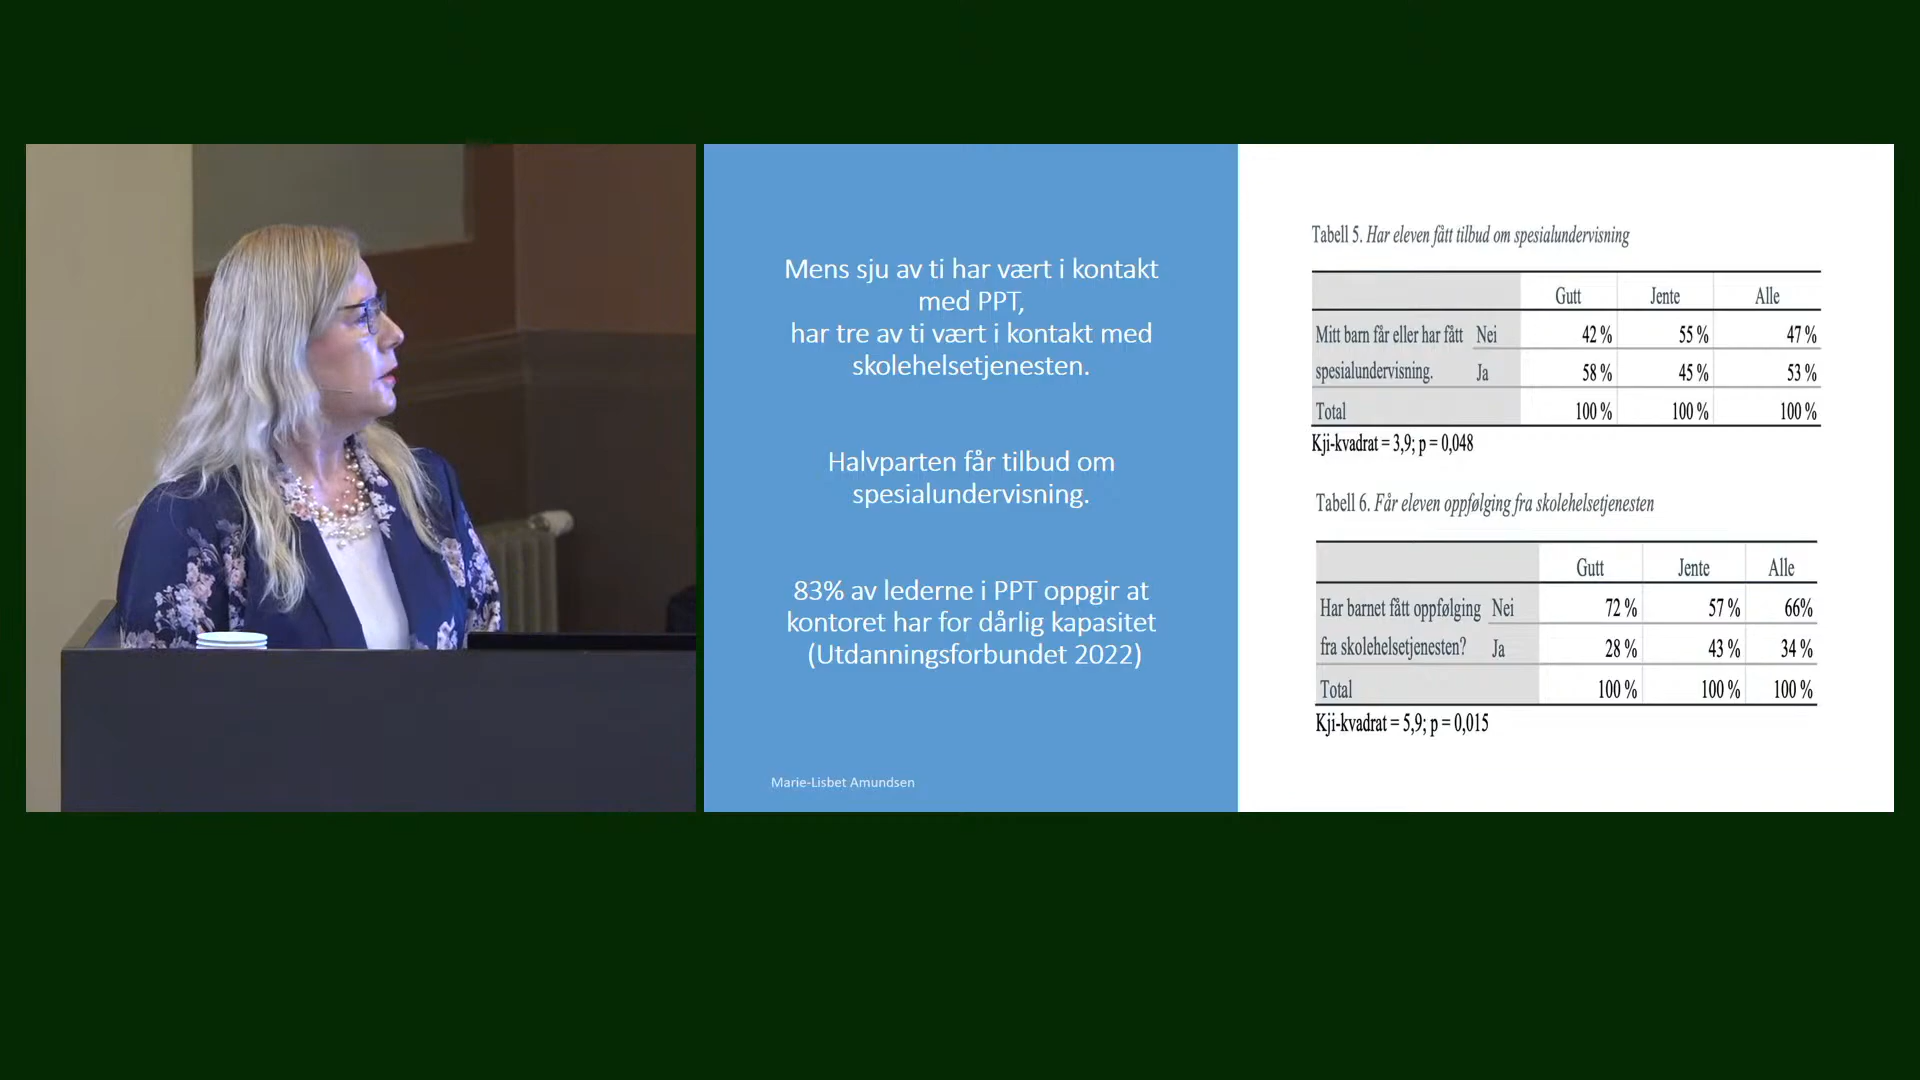 Mens sju av ti har vært i kontakt
med PPT,
har tre av ti vært i kontakt med
skolehelsetjenesten.
Halvparten får tilbud om
spesialundervisning.
83% av lederne i PPT oppgir at
kontoret har for dårlig kapasitet
(Utdanningsforbundet 2022)
Marie-Lisbet Amundsen
Tabell 5. Har eleven fått tilbud om spesialundervisning
Gutt Jente Alle
Mitt barn får eller har fått Nei 42 % 55 % 47 %
spesialundervisning. Ja 58 % 45 % 53 %
Total 100 % 100 % 100 %
Kji-kvadrat = 3,9; p = 0,048
Tabell 6. Får eleven oppfølging fra skolehelsetjenesten
Gutt Jente Alle
Har barnet fått oppfølging Nei 72 % 57 % 66%
fra skolehelsetjenesten? Ja 28 % 43 % 34 %
Total 100 % 100 % 100 %
Kji-kvadrat = 5,9; p = 0,015